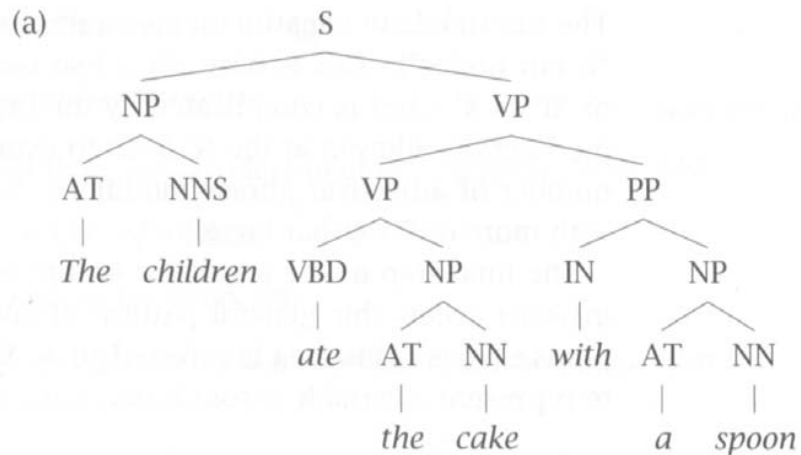 (a) S
NP VP
AT NNS VP PP
The children VBD NP IN NP
ate AT NN with AT NN
the cake a spoon